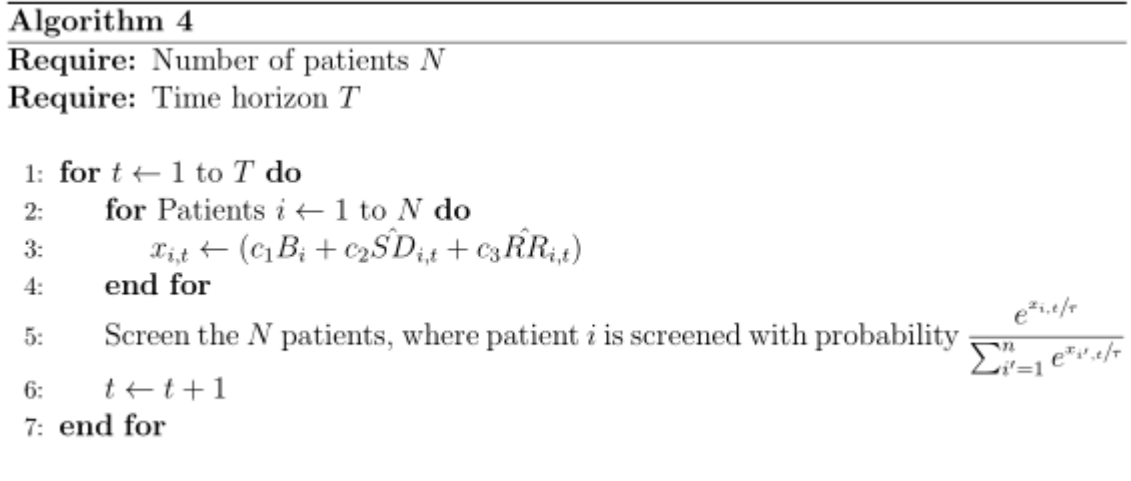 Algorithm 4
Require: Number of patients N
Require: Time horizon T
1: for t ← 1 to T do
2: for Patients i ← 1 to N do
3: x_{i,t} ← (c_1 B_i + c_2 \hat{SD}_{i,t} + c_3 \hat{RR}_{i,t})
4: end for
5: Screen the N patients, where patient i is screened with probability \frac{e^{x_{i,t}/τ}}{\sum_{i'=1}^{n} e^{x_{i',t}/τ}}
6: t ← t + 1
7: end for